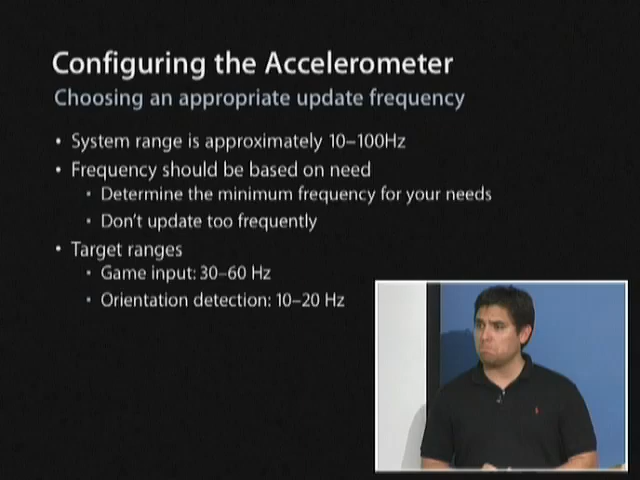 Configuring the Accelerometer
Choosing an appropriate update frequency
• System range is approximately 10–100Hz
• Frequency should be based on need
▪ Determine the minimum frequency for your needs
▪ Don't update too frequently
• Target ranges
▪ Game input: 30–60 Hz
▪ Orientation detection: 10–20 Hz